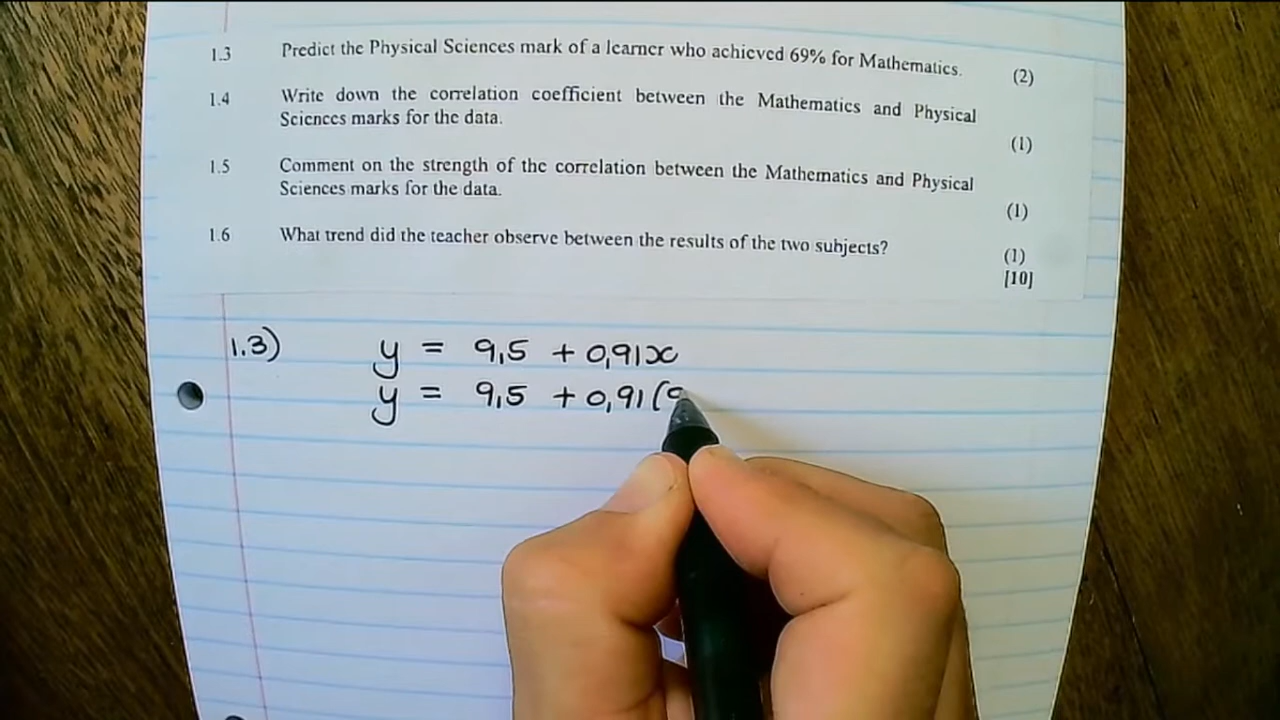 1.3 Predict the Physical Sciences mark of a learner who achieved 69% for Mathematics. (2)
1.4 Write down the correlation coefficient between the Mathematics and Physical
Sciences marks for the data. (1)
1.5 Comment on the strength of the correlation between the Mathematics and Physical
Sciences marks for the data. (1)
1.6 What trend did the teacher observe between the results of the two subjects? (1)
[10]
1.3) y = 9,5 + 0,91x
y = 9,5 + 0,91(